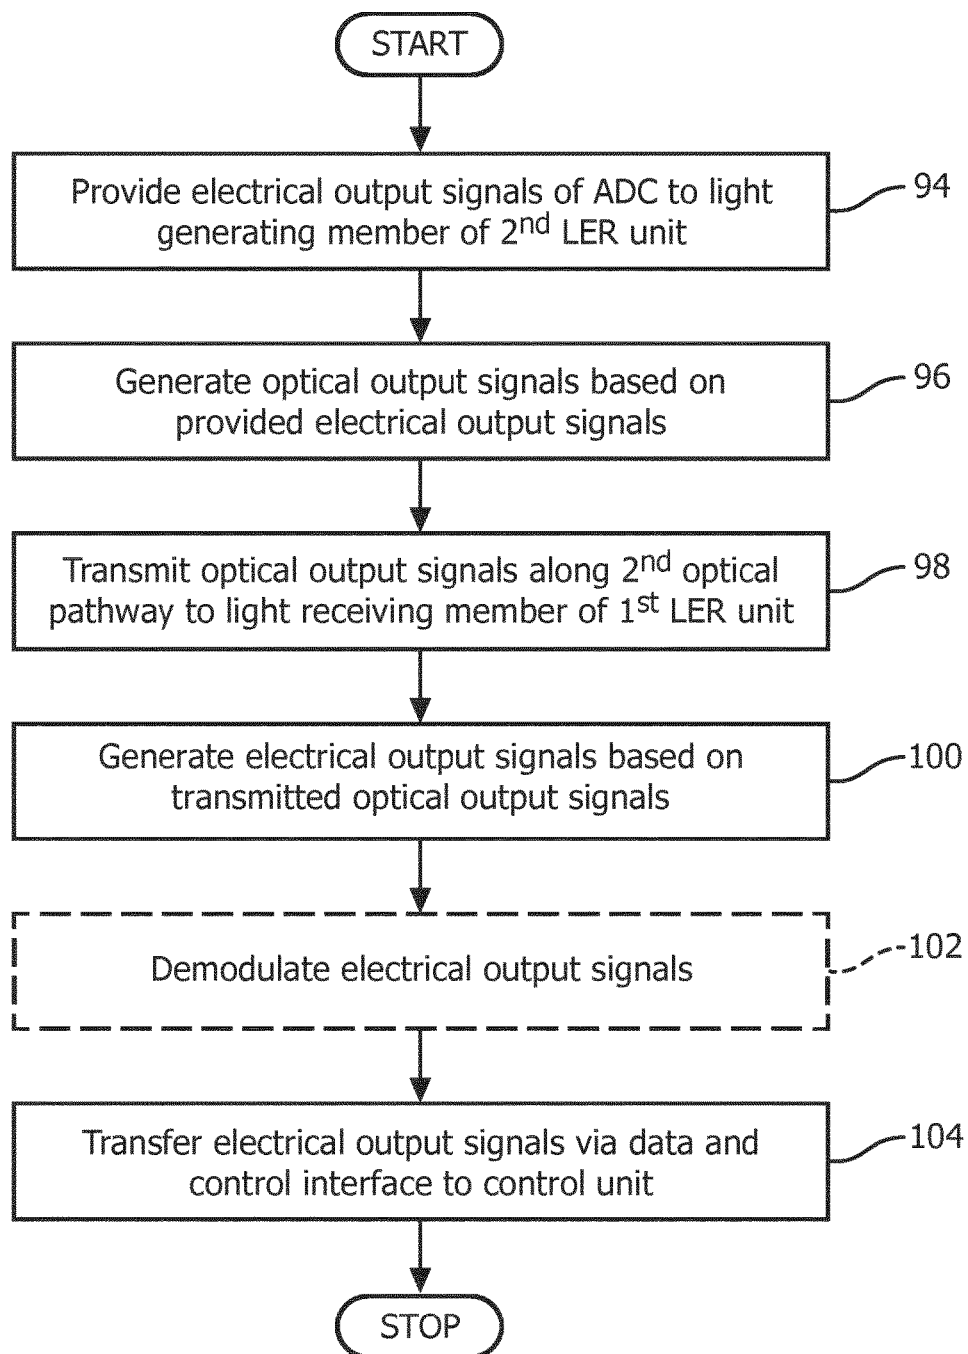 START
Provide electrical output signals of ADC to light
generating member of 2nd LER unit
94
Generate optical output signals based on
provided electrical output signals
96
Transmit optical output signals along 2nd optical
pathway to light receiving member of 1st LER unit
98
Generate electrical output signals based on
transmitted optical output signals
100
Demodulate electrical output signals
102
Transfer electrical output signals via data and
control interface to control unit
104
STOP